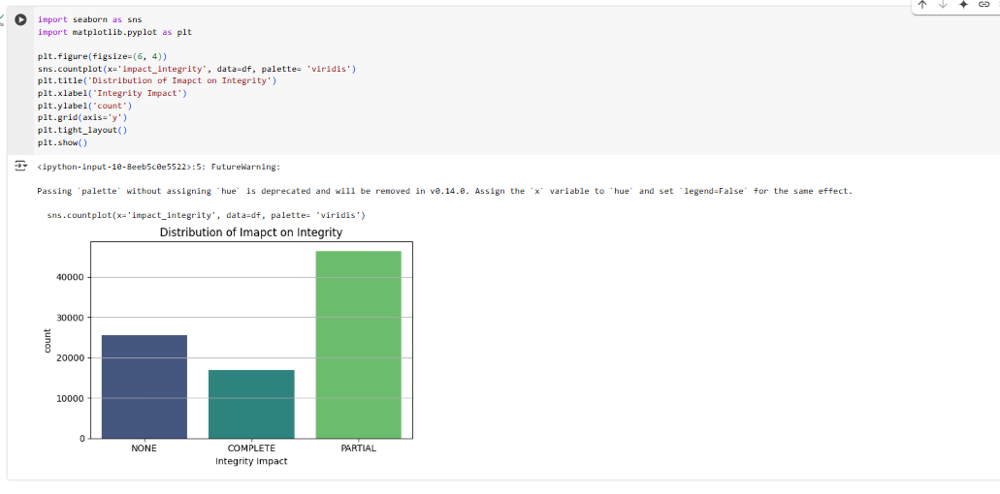 import seaborn as sns
import matplotlib.pyplot as plt
plt.figure(figsize=(6, 4))
sns.countplot(x='impact_integrity', data=df, palette= 'viridis')
plt.title('Distribution of Imapct on Integrity')
plt.xlabel('Integrity Impact')
plt.ylabel('count')
plt.grid(axis='y')
plt.tight_layout()
plt.show()
<ipython-input-10-8eeb5c0e5522>:5: FutureWarning:
Passing `palette` without assigning `hue` is deprecated and will be removed in v0.14.0. Assign the `x` variable to `hue` and set `legend=False` for the same effect.
sns.countplot(x='impact_integrity', data=df, palette= 'viridis')
Distribution of Imapct on Integrity
40000
30000
20000
10000
0
count
NONE COMPLETE PARTIAL
Integrity Impact